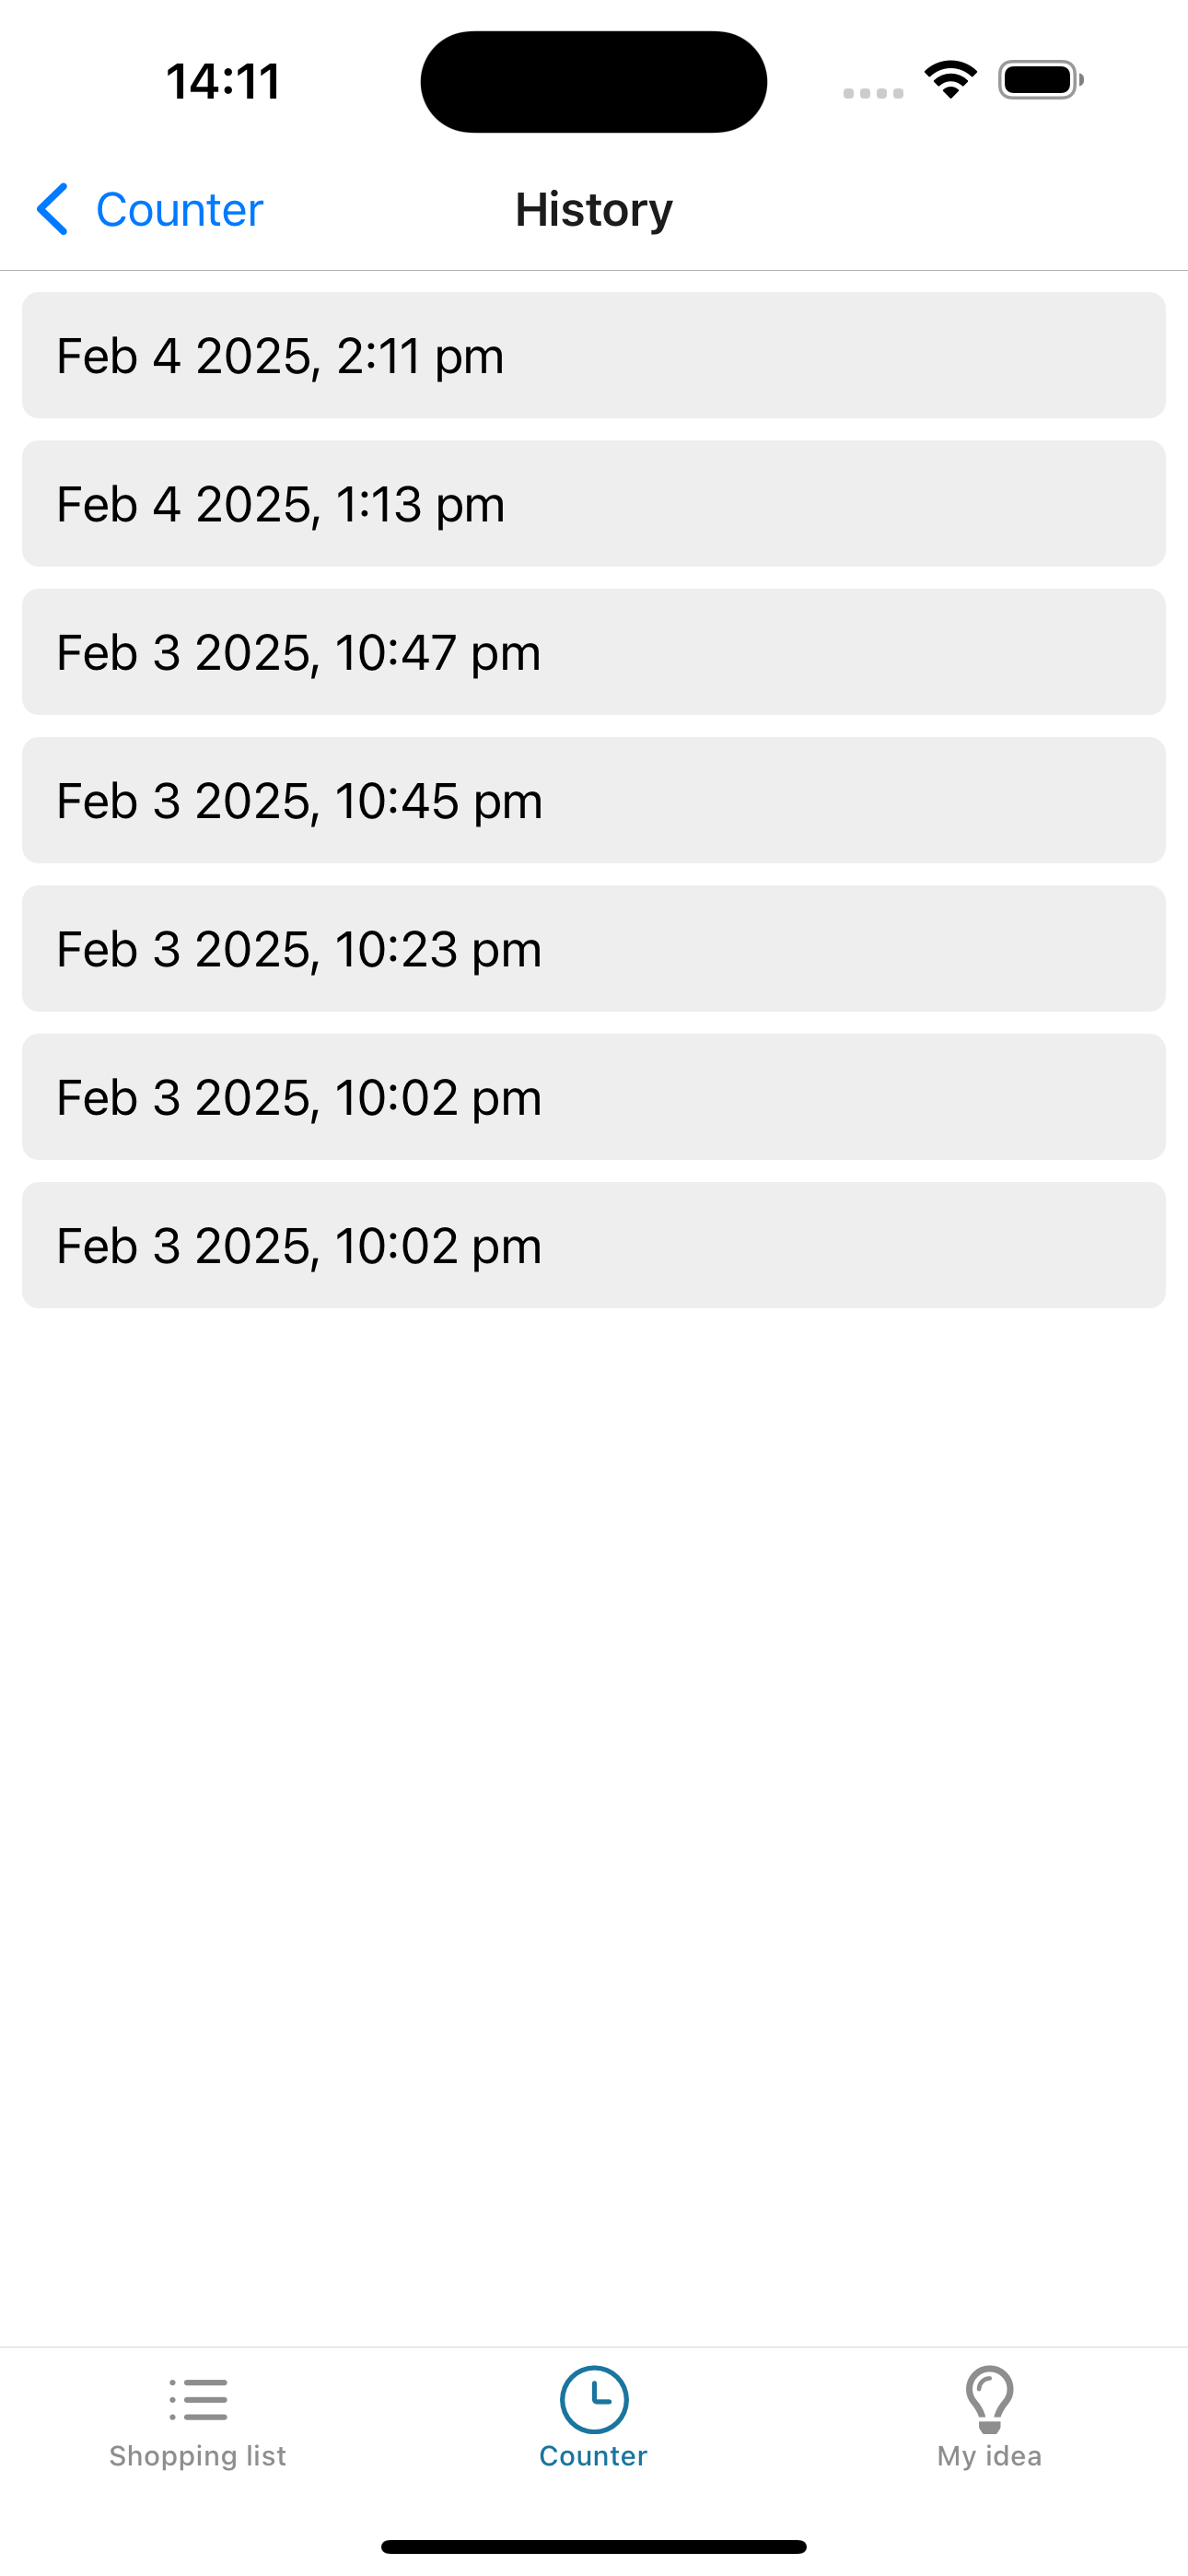 14:11
Counter
History
Feb 4 2025, 2:11 pm
Feb 4 2025, 1:13 pm
Feb 3 2025, 10:47 pm
Feb 3 2025, 10:45 pm
Feb 3 2025, 10:23 pm
Feb 3 2025, 10:02 pm
Feb 3 2025, 10:02 pm
Shopping list
Counter
My idea